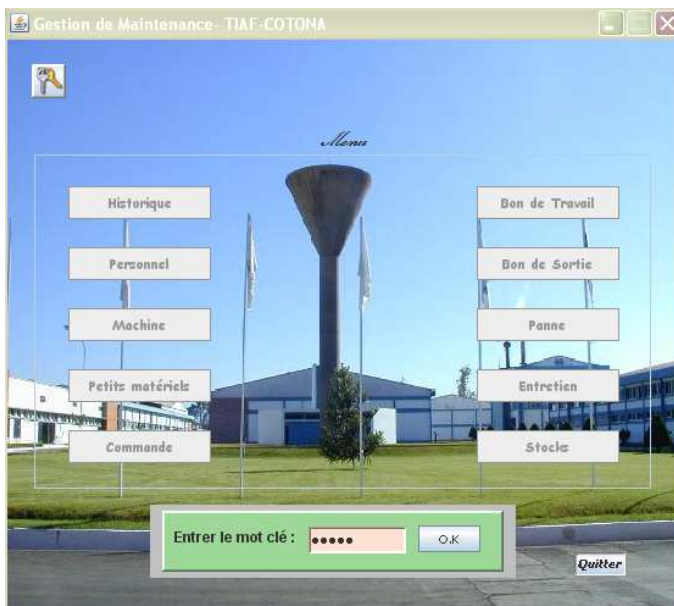 Gestion de Maintenance- TIAF-COTONA
Menu
Historique
Bon de Travail
Personnel
Bon de Sortie
Machine
Panne
Petits matériels
Entretien
Commande
Stocks
Entrer le mot clé :
O.K
Quitter